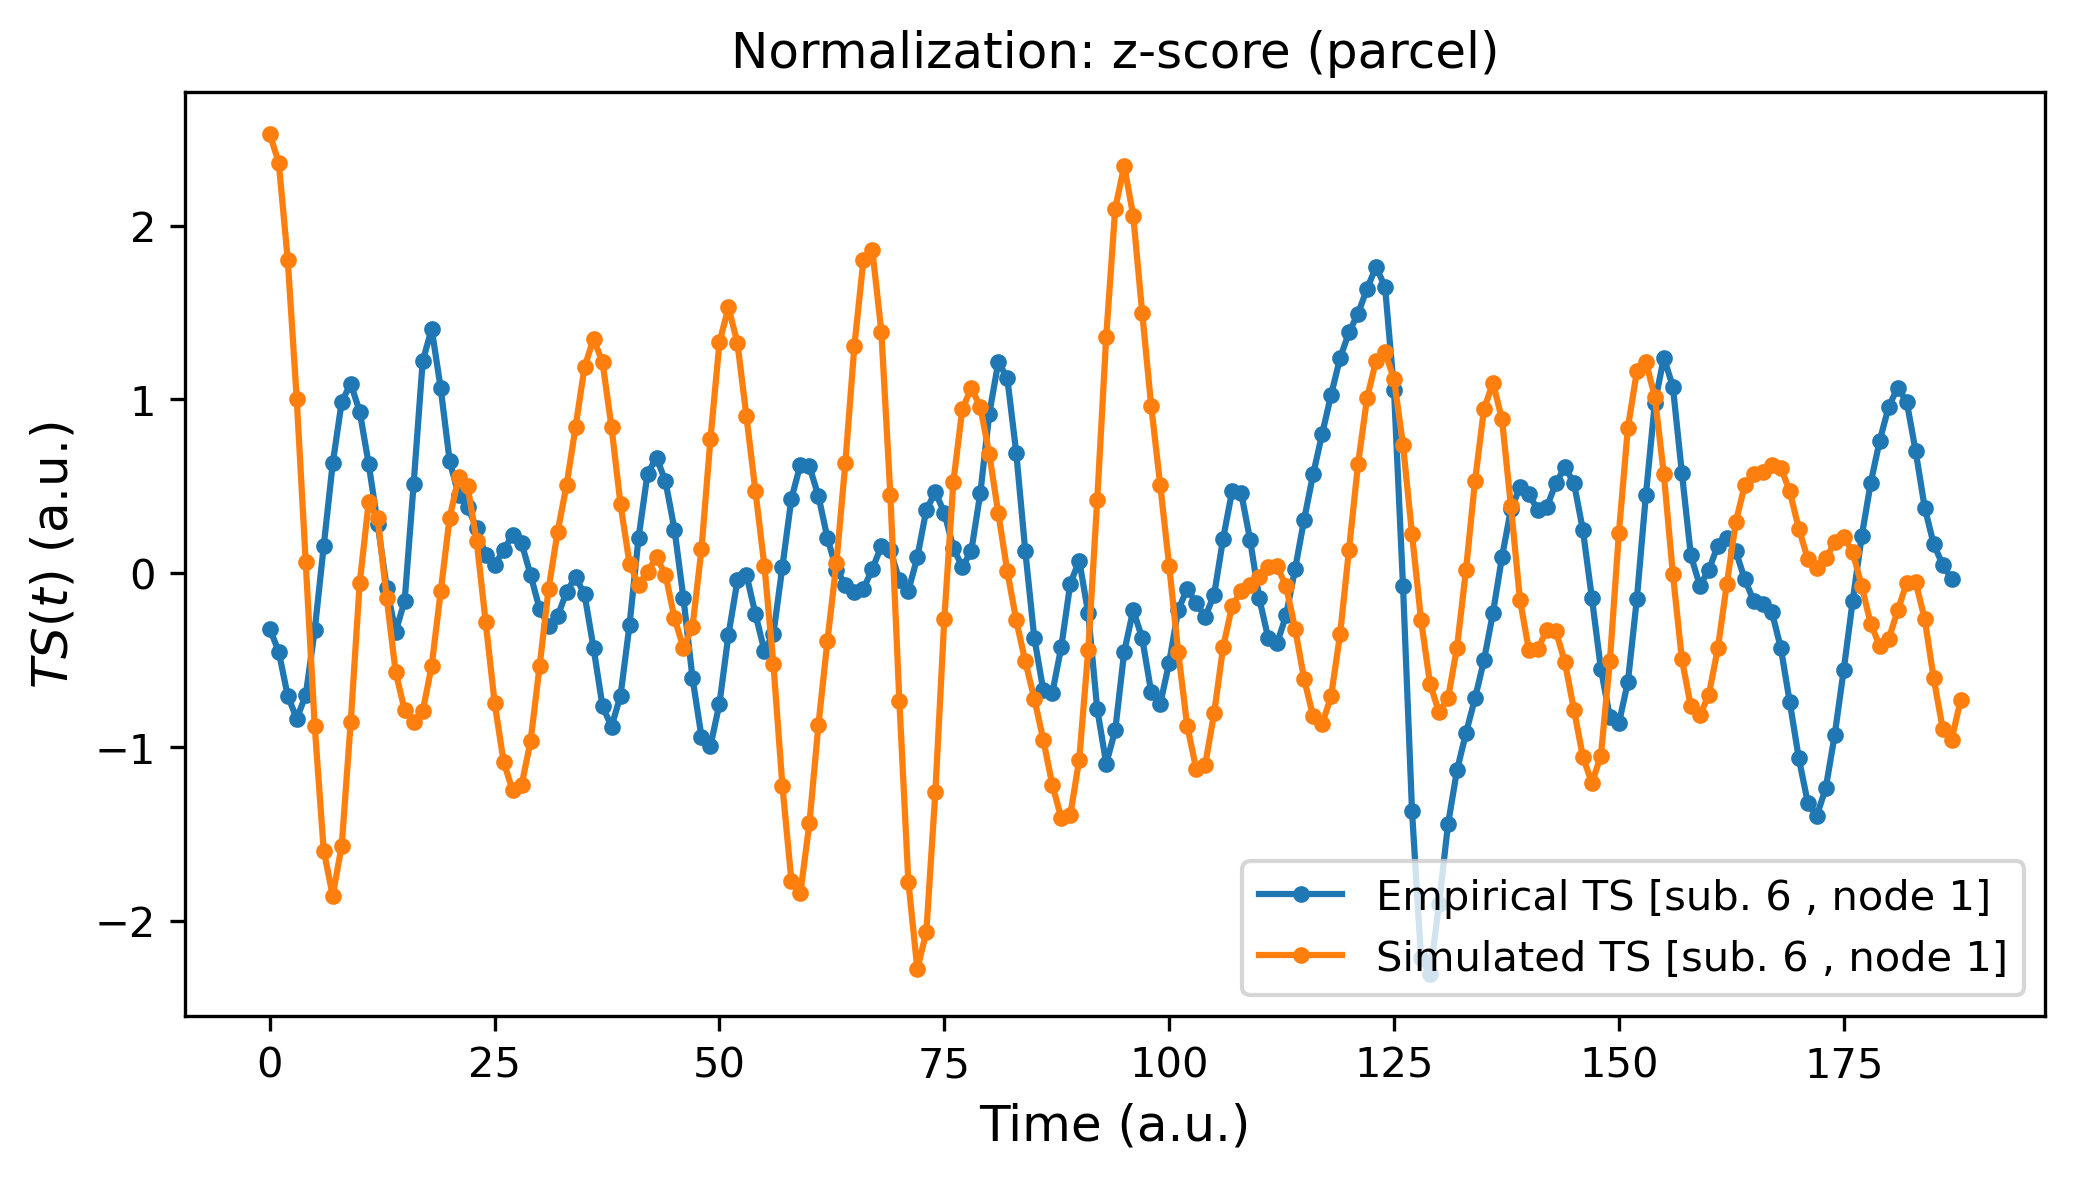 Normalization: z-score (parcel)
TS(t) (a.u.)
2
1
0
−1
−2
Empirical TS [sub. 6 , node 1]
Simulated TS [sub. 6 , node 1]
0 25 50 75 100 125 150 175
Time (a.u.)